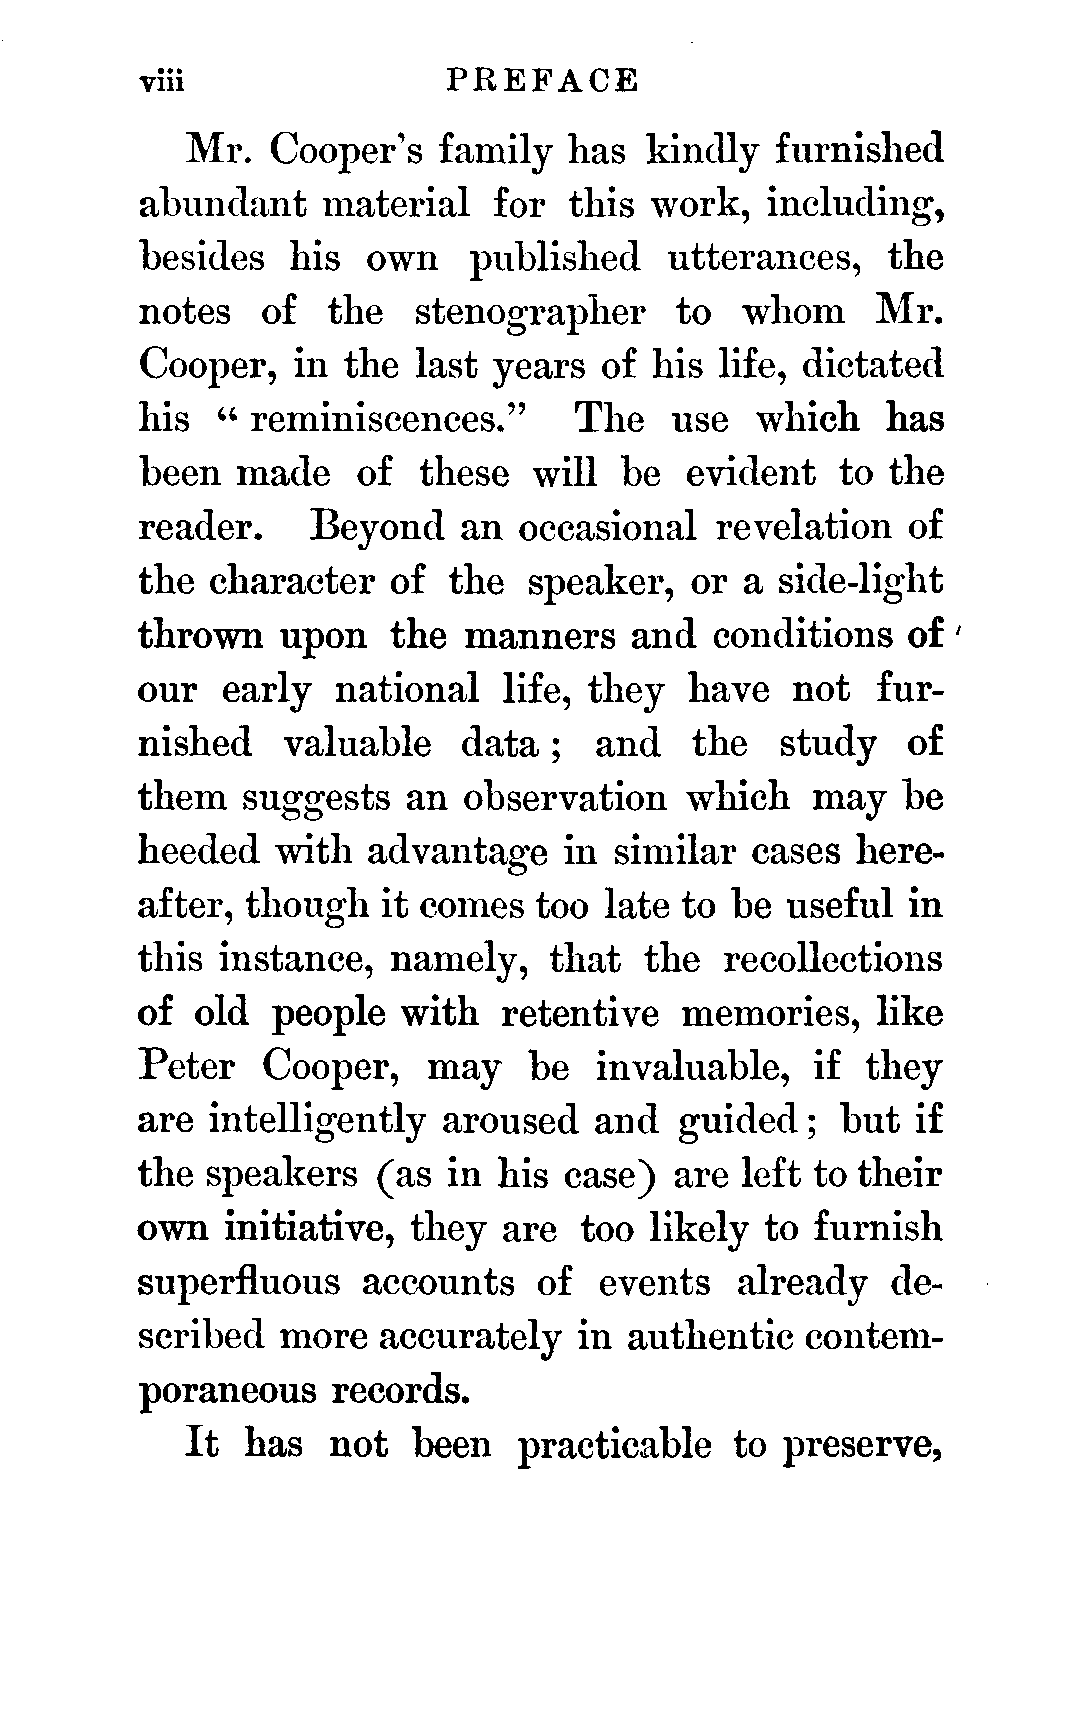 viii PREFACE
Mr. Cooper's family has kindly furnished
abundant material for this work, including,
besides his own published utterances, the
notes of the stenographer to whom Mr.
Cooper, in the last years of his life, dictated
his “ reminiscences.” The use which has
been made of these will be evident to the
reader. Beyond an occasional revelation of
the character of the speaker, or a side-light
thrown upon the manners and conditions of
our early national life, they have not fur-
nished valuable data ; and the study of
them suggests an observation which may be
heeded with advantage in similar cases here-
after, though it comes too late to be useful in
this instance, namely, that the recollections
of old people with retentive memories, like
Peter Cooper, may be invaluable, if they
are intelligently aroused and guided ; but if
the speakers (as in his case) are left to their
own initiative, they are too likely to furnish
superfluous accounts of events already de-
scribed more accurately in authentic contem-
poraneous records.
It has not been practicable to preserve,